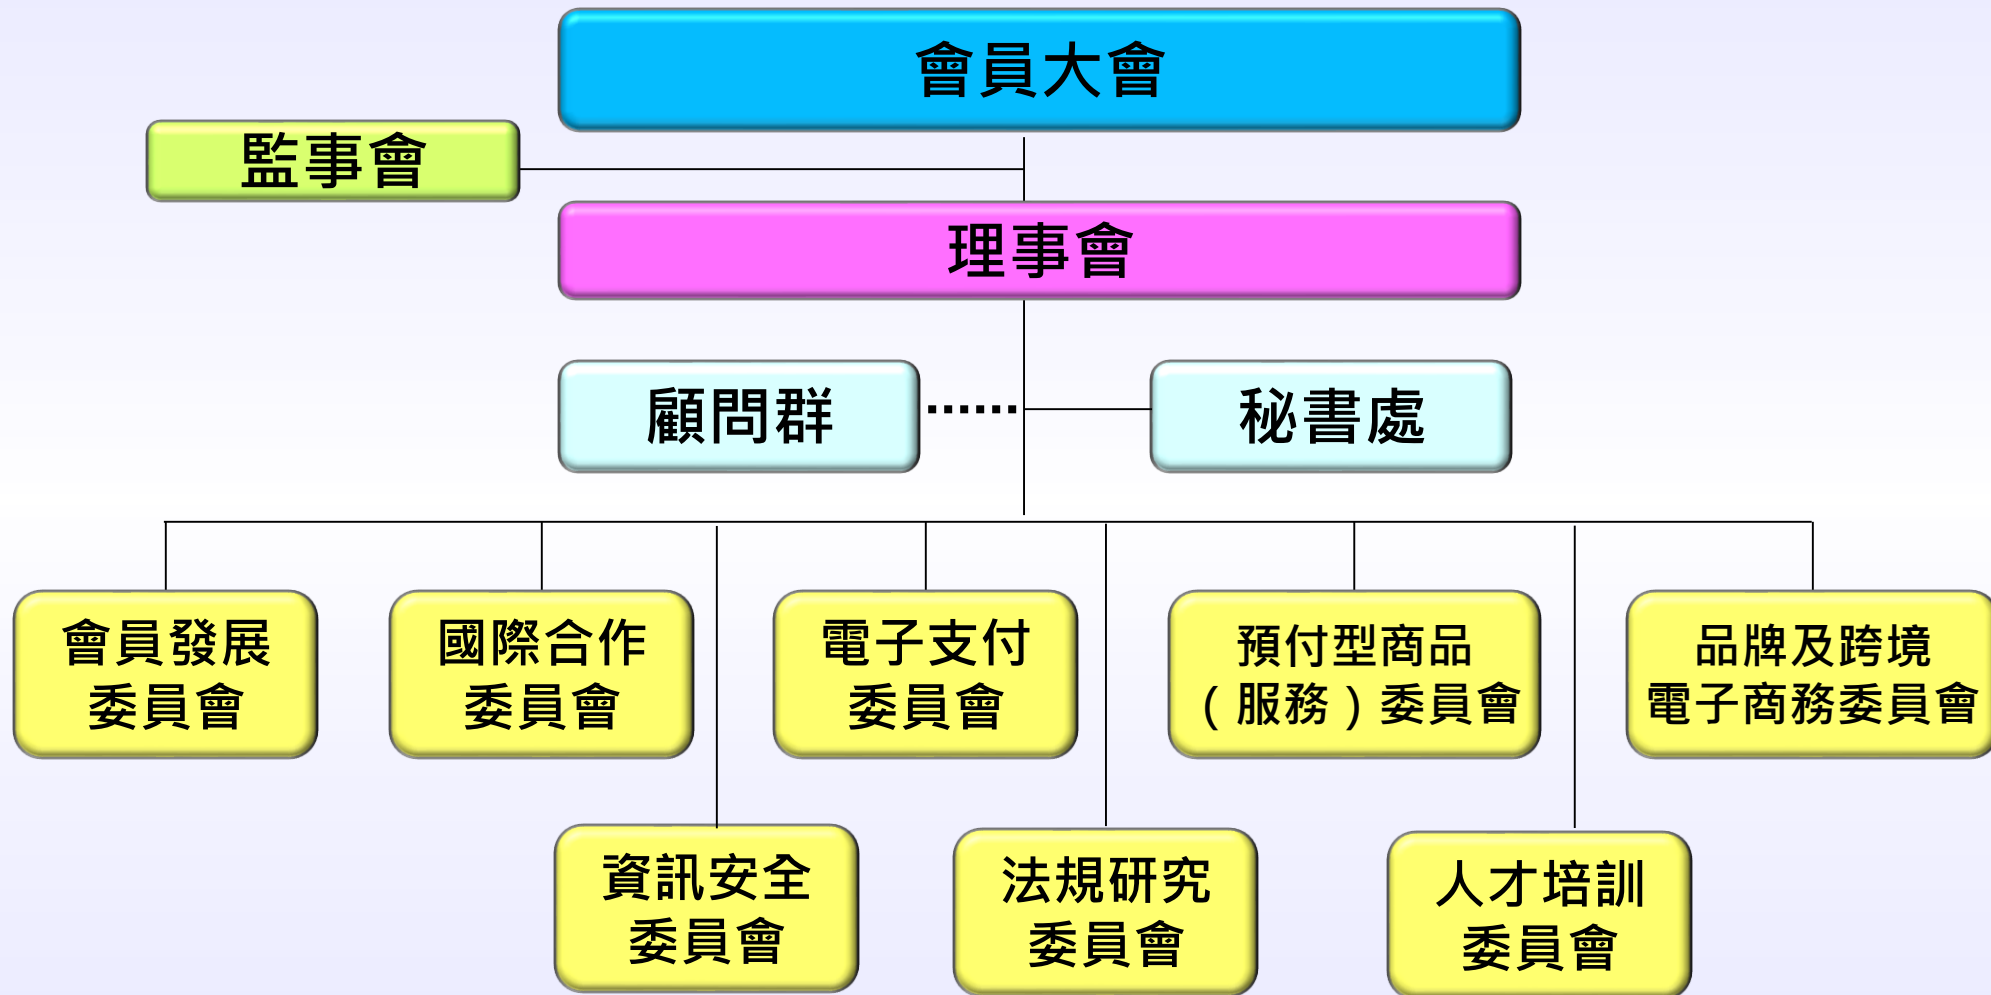 會員大會
監事會
理事會
顧問群
秘書處
會員發展
委員會
國際合作
委員會
電子支付
委員會
預付型商品
（服務）委員會
品牌及跨境
電子商務委員會
資訊安全
委員會
法規研究
委員會
人才培訓
委員會